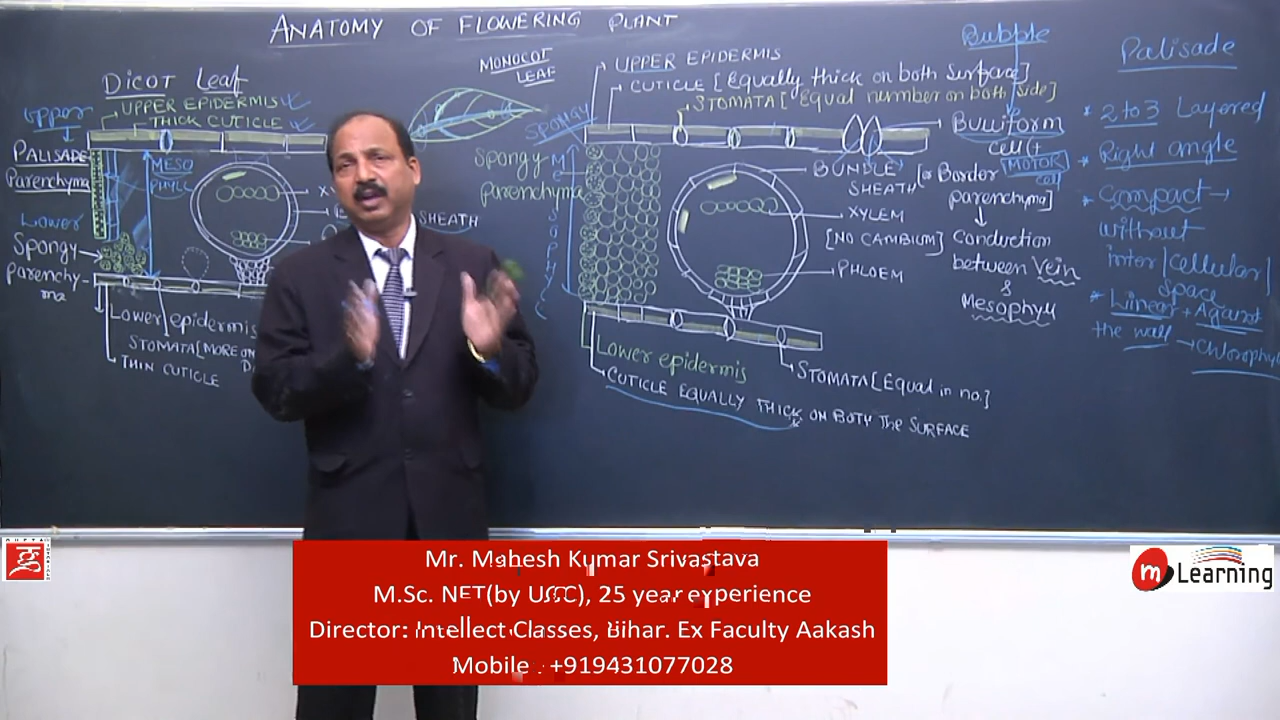 ANATOMY OF FLOWERING PLANT
DICOT Leaf
Upper
UPPER EPIDERMIS
THICK CUTICLE
PALISADE
Parenchyma
MESO
PHYLL
Lower
Spongy
parenchy-
ma
SHEATH
Lower epidermis
STOMATA [MORE ON
THIN CUTICLE
MONOCOT
LEAF
UPPER EPIDERMIS
CUTICLE [Equally thick on both surface]
STOMATA [Equal number on both side]
SPONGY
Spongy
parenchyma
BUNDLE
SHEATH [or Border
parenchyma]
XYLEM
[NO CAMBIUM]
PHLOEM
Conduction
between Vein
&
Mesophyll
Lower epidermis
CUTICLE EQUALLY THICK ON BOTH THE SURFACE
STOMATA [Equal in no.]
Bubble
Bulliform
cell (+
MOTOR
cell
Palisade
* 2 to 3 Layered
* Right angle
* Compact →
without
inter/cellular
space
* Linear + Against
the wall → chlorophyll
Mr. Mahesh Kumar Srivastava
M.Sc. NET(by UGC), 25 year experience
Director: Intellect Classes, Bihar. Ex Faculty Aakash
Mobile : +919431077028
m Learning